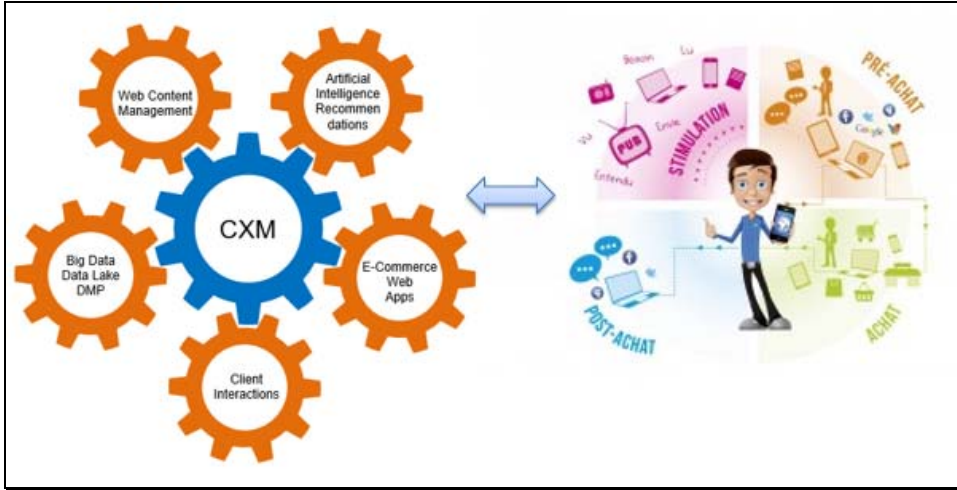 Web Content
Management
Artificial
Intelligence
Recommen
dations
CXM
Big Data
Data Lake
DMP
E-Commerce
Web
Apps
Client
Interactions
Besoin
Lu
Vu
PUB
Envie
Entendu
STIMULATION
PRÉ-ACHAT
Google
POST-ACHAT
ACHAT